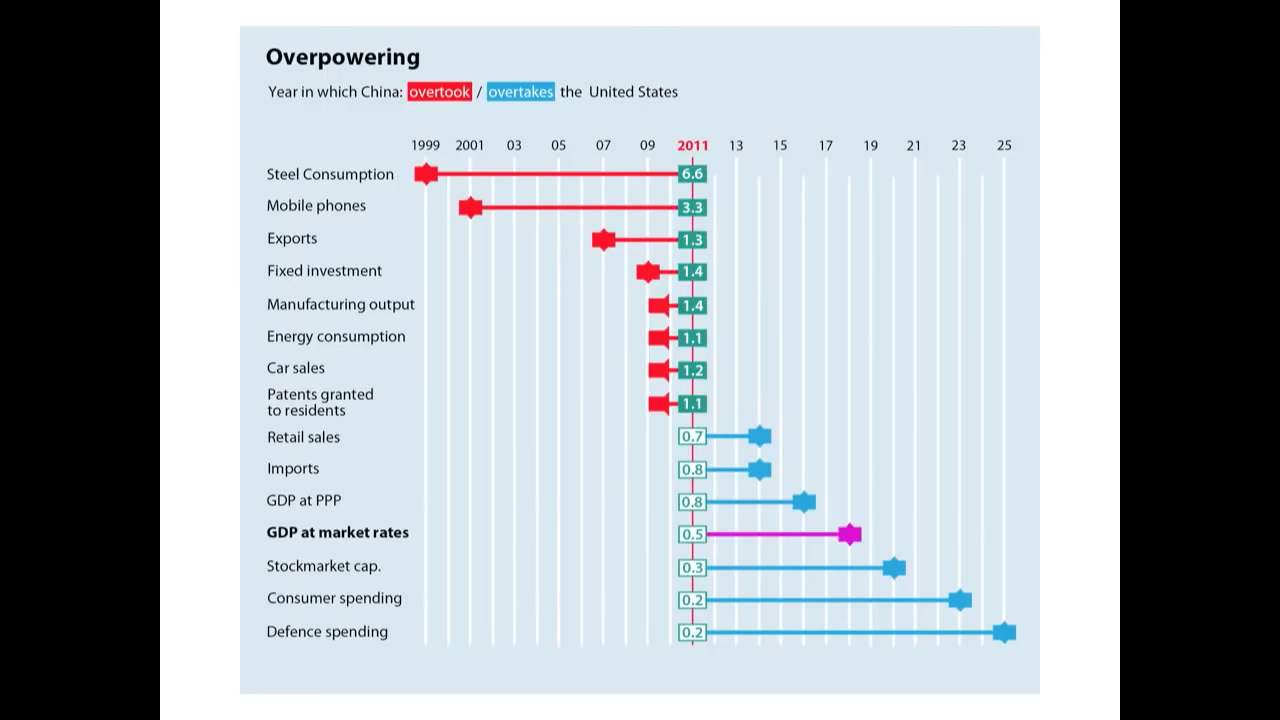 Overpowering
Year in which China: overtook / overtakes the United States
1999 2001 03 05 07 09 2011 13 15 17 19 21 23 25
Steel Consumption 6.6
Mobile phones 3.3
Exports 1.3
Fixed investment 1.4
Manufacturing output 1.4
Energy consumption 1.1
Car sales 1.2
Patents granted
to residents 1.1
Retail sales 0.7
Imports 0.8
GDP at PPP 0.8
GDP at market rates 0.5
Stockmarket cap. 0.3
Consumer spending 0.2
Defence spending 0.2